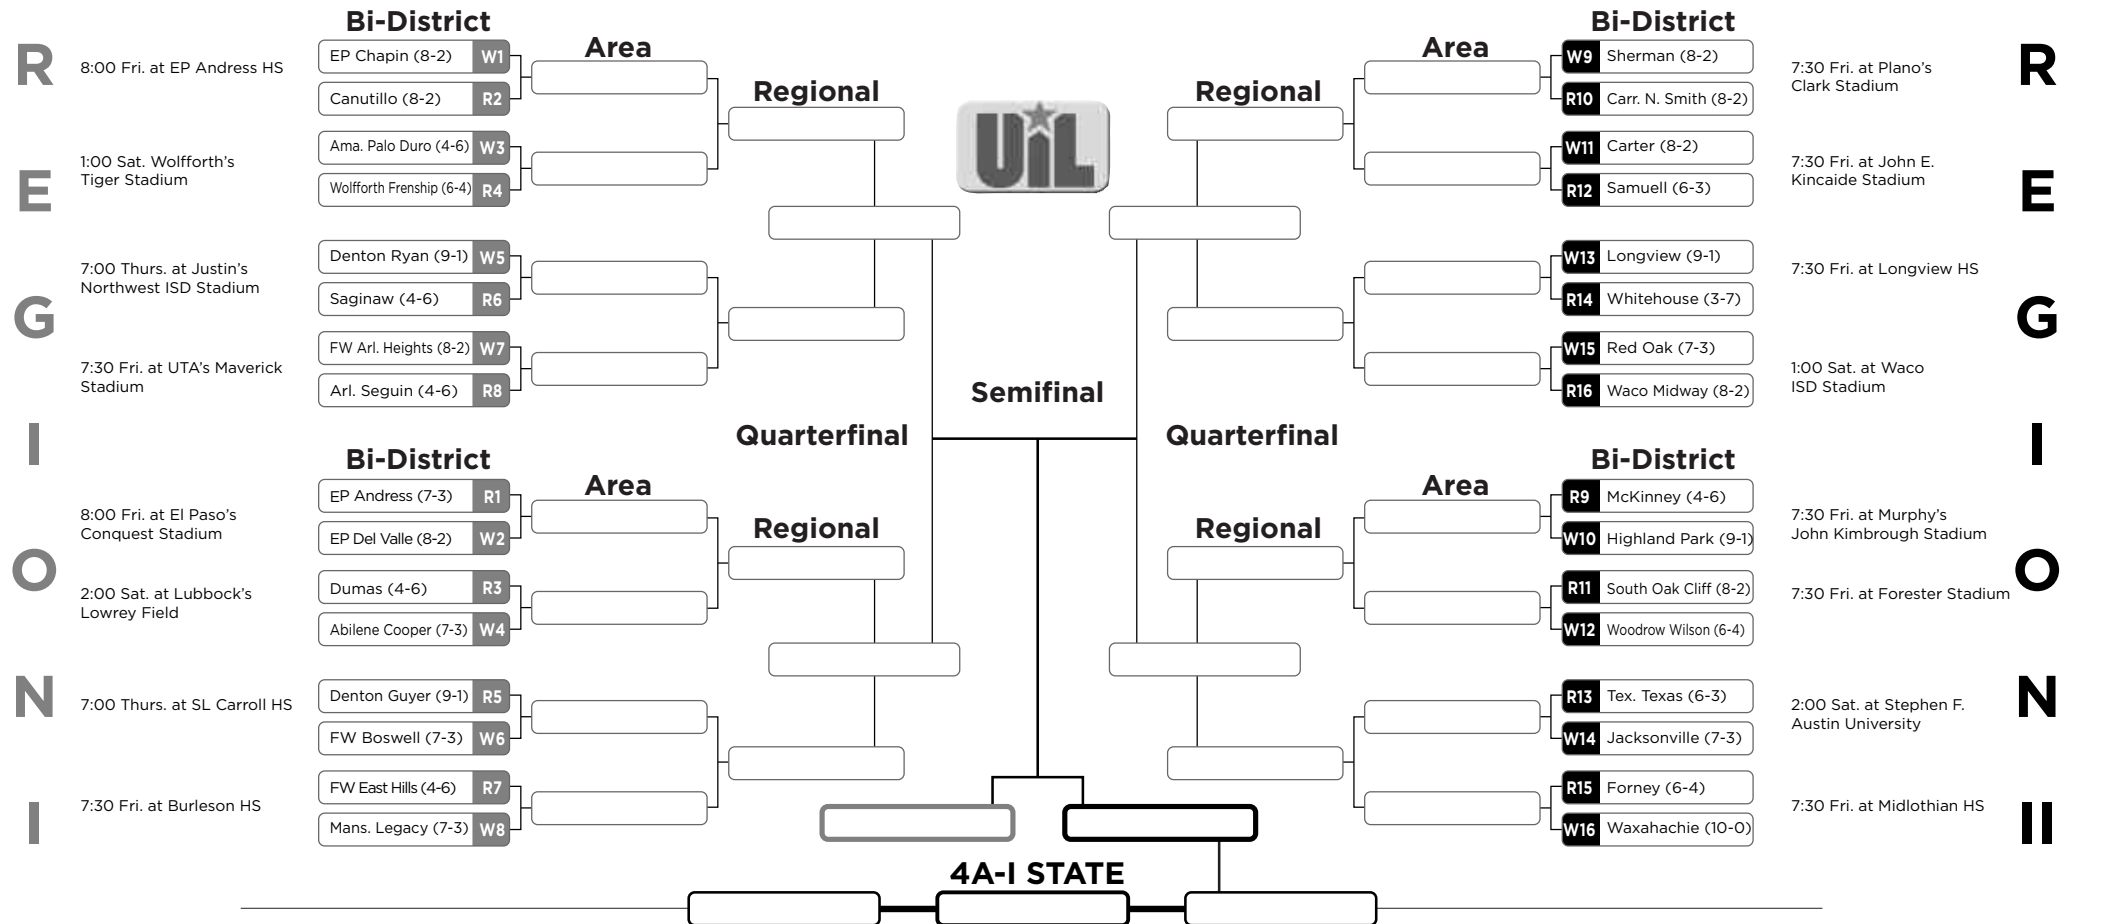 Bi-District
Area
Regional
8:00 Fri. at EP Andress HS
EP Chapin (8-2) W1
Canutillo (8-2) R2
1:00 Sat. Wolfforth's
Tiger Stadium
Ama. Palo Duro (4-6) W3
Wolfforth Frenship (6-4) R4
7:00 Thurs. at Justin's
Northwest ISD Stadium
Denton Ryan (9-1) W5
Saginaw (4-6) R6
7:30 Fri. at UTA's Maverick
Stadium
FW Arl. Heights (8-2) W7
Arl. Seguin (4-6) R8
Quarterfinal
Bi-District
Area
Regional
8:00 Fri. at El Paso's
Conquest Stadium
EP Andress (7-3) R1
EP Del Valle (8-2) W2
2:00 Sat. at Lubbock's
Lowrey Field
Dumas (4-6) R3
Abilene Cooper (7-3) W4
7:00 Thurs. at SL Carroll HS
Denton Guyer (9-1) R5
FW Boswell (7-3) W6
7:30 Fri. at Burleson HS
FW East Hills (4-6) R7
Mans. Legacy (7-3) W8
REGION I
UIL
Semifinal
4A-I STATE
Bi-District
Area
Regional
W9 Sherman (8-2)
R10 Carr. N. Smith (8-2)
7:30 Fri. at Plano's
Clark Stadium
W11 Carter (8-2)
R12 Samuell (6-3)
7:30 Fri. at John E.
Kincaide Stadium
W13 Longview (9-1)
R14 Whitehouse (3-7)
7:30 Fri. at Longview HS
W15 Red Oak (7-3)
R16 Waco Midway (8-2)
1:00 Sat. at Waco
ISD Stadium
Quarterfinal
Bi-District
Area
Regional
R9 McKinney (4-6)
W10 Highland Park (9-1)
7:30 Fri. at Murphy's
John Kimbrough Stadium
R11 South Oak Cliff (8-2)
W12 Woodrow Wilson (6-4)
7:30 Fri. at Forester Stadium
R13 Tex. Texas (6-3)
W14 Jacksonville (7-3)
2:00 Sat. at Stephen F.
Austin University
R15 Forney (6-4)
W16 Waxahachie (10-0)
7:30 Fri. at Midlothian HS
REGION II